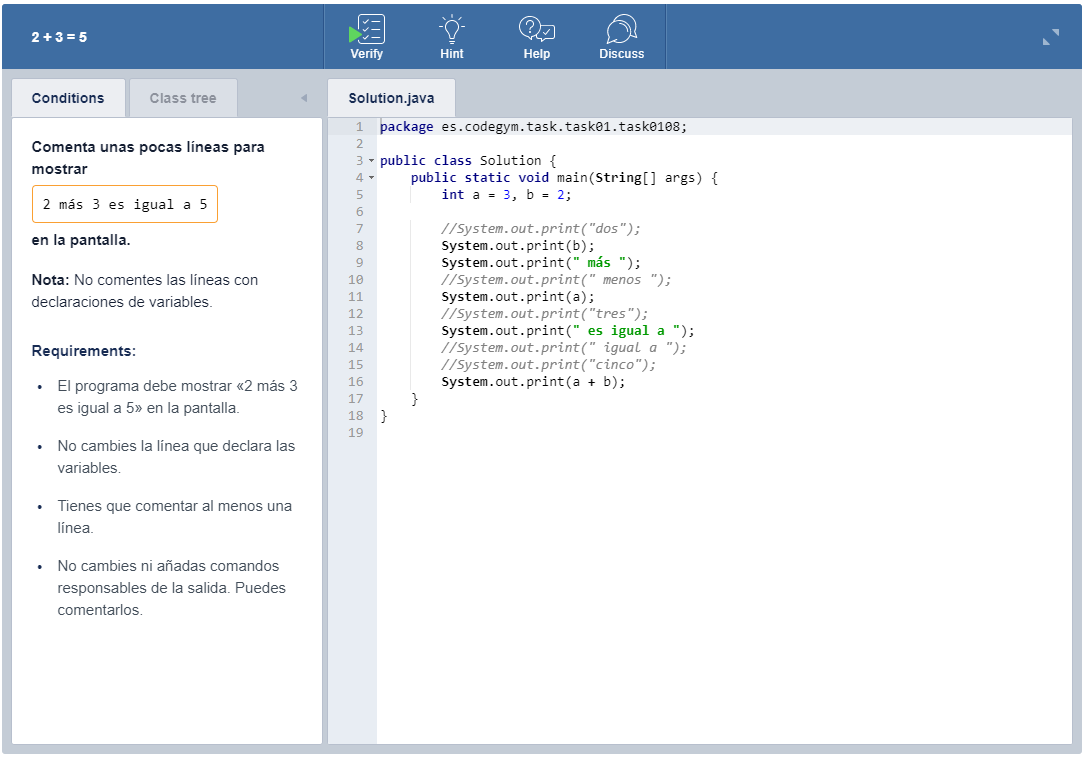 2 + 3 = 5
Verify
Hint
Help
Discuss
Conditions
Class tree
Comenta unas pocas líneas para
mostrar
2 más 3 es igual a 5
en la pantalla.
Nota: No comentes las líneas con
declaraciones de variables.
Requirements:
• El programa debe mostrar «2 más 3
es igual a 5» en la pantalla.
• No cambies la línea que declara las
variables.
• Tienes que comentar al menos una
línea.
• No cambies ni añadas comandos
responsables de la salida. Puedes
comentarlos.
Solution.java
1 package es.codegym.task.task01.task0108;
2
3 public class Solution {
4     public static void main(String[] args) {
5         int a = 3, b = 2;
6
7         //System.out.print("dos");
8         System.out.print(b);
9         System.out.print(" más ");
10         //System.out.print(" menos ");
11         System.out.print(a);
12         //System.out.print("tres");
13         System.out.print(" es igual a ");
14         //System.out.print(" igual a ");
15         //System.out.print("cinco");
16         System.out.print(a + b);
17     }
18 }
19